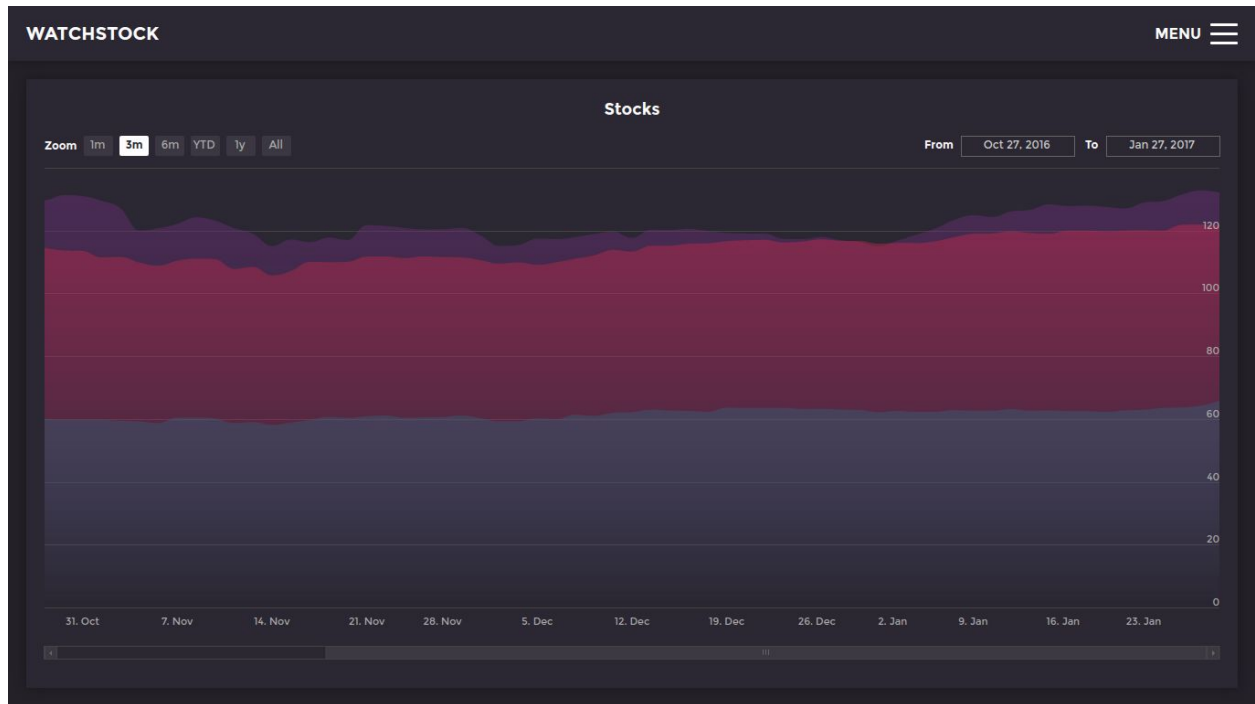 WATCHSTOCK MENU
Stocks
Zoom 1m 3m 6m YTD 1y All From Oct 27, 2016 To Jan 27, 2017
120
100
80
60
40
20
0
31. Oct 7. Nov 14. Nov 21. Nov 28. Nov 5. Dec 12. Dec 19. Dec 26. Dec 2. Jan 9. Jan 16. Jan 23. Jan